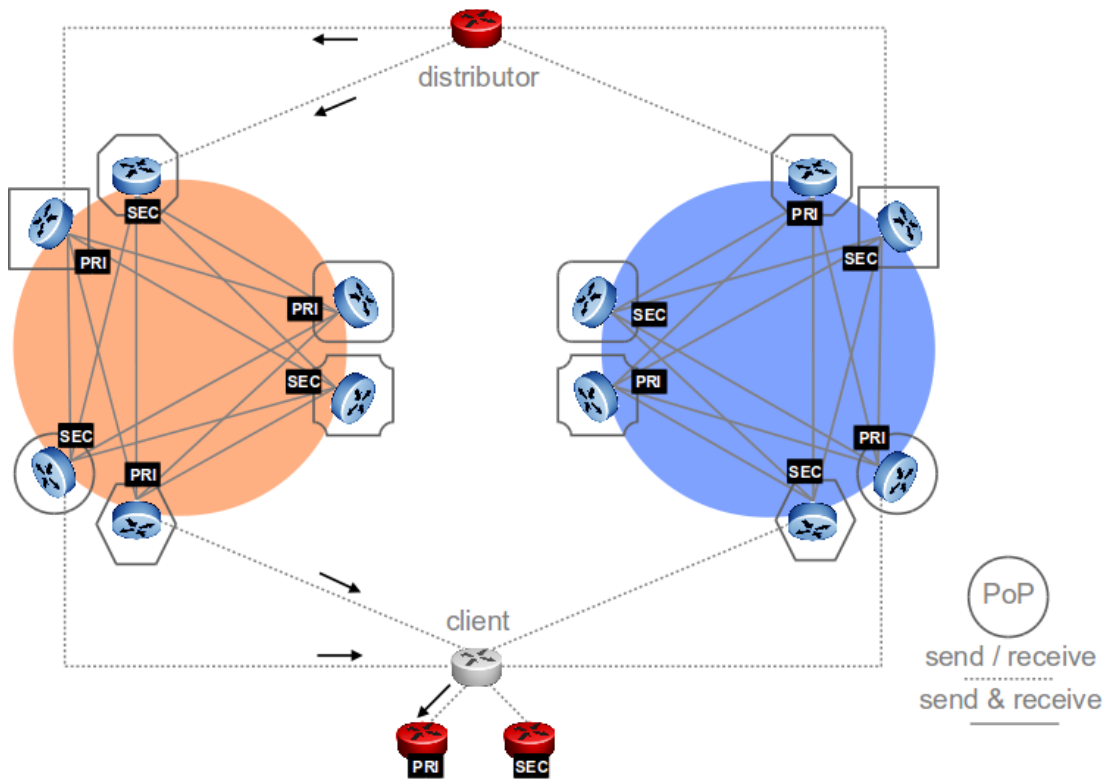 distributor
SEC
PRI
PRI
SEC
PRI
SEC
SEC
PRI
SEC
PRI
PRI
SEC
client
PRI
SEC
PoP
send / receive
send & receive